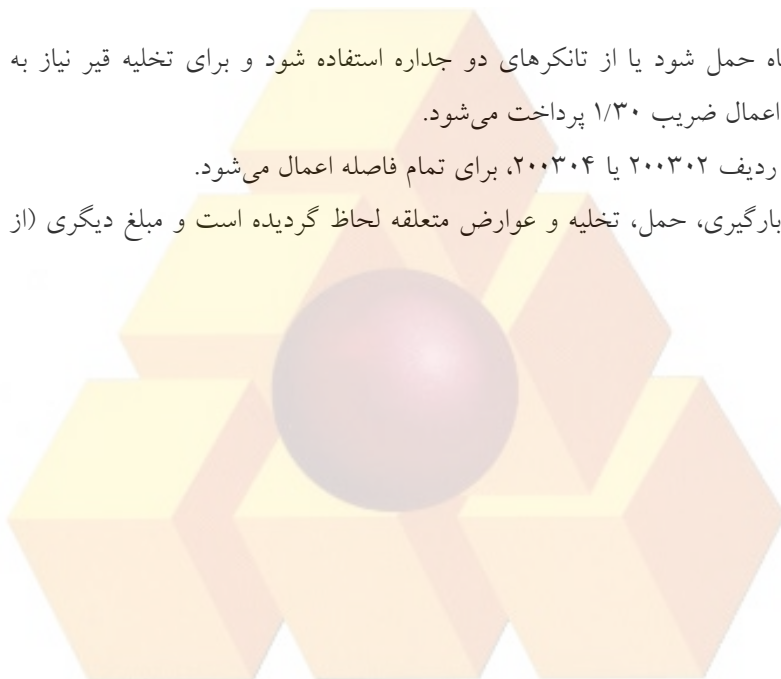 حمل شود یا از تانکرهای دو جداره استفاده شود و برای تخلیه قیر نیاز به
اعمال ضریب ۱/۳۰ پرداخت می‌شود.
ردیف ۲۰۰۳۰۲ یا ۲۰۰۳۰۴، برای تمام فاصله اعمال می‌شود.
بارگیری، حمل، تخلیه و عوارض متعلقه لحاظ گردیده است و مبلغ دیگری (از